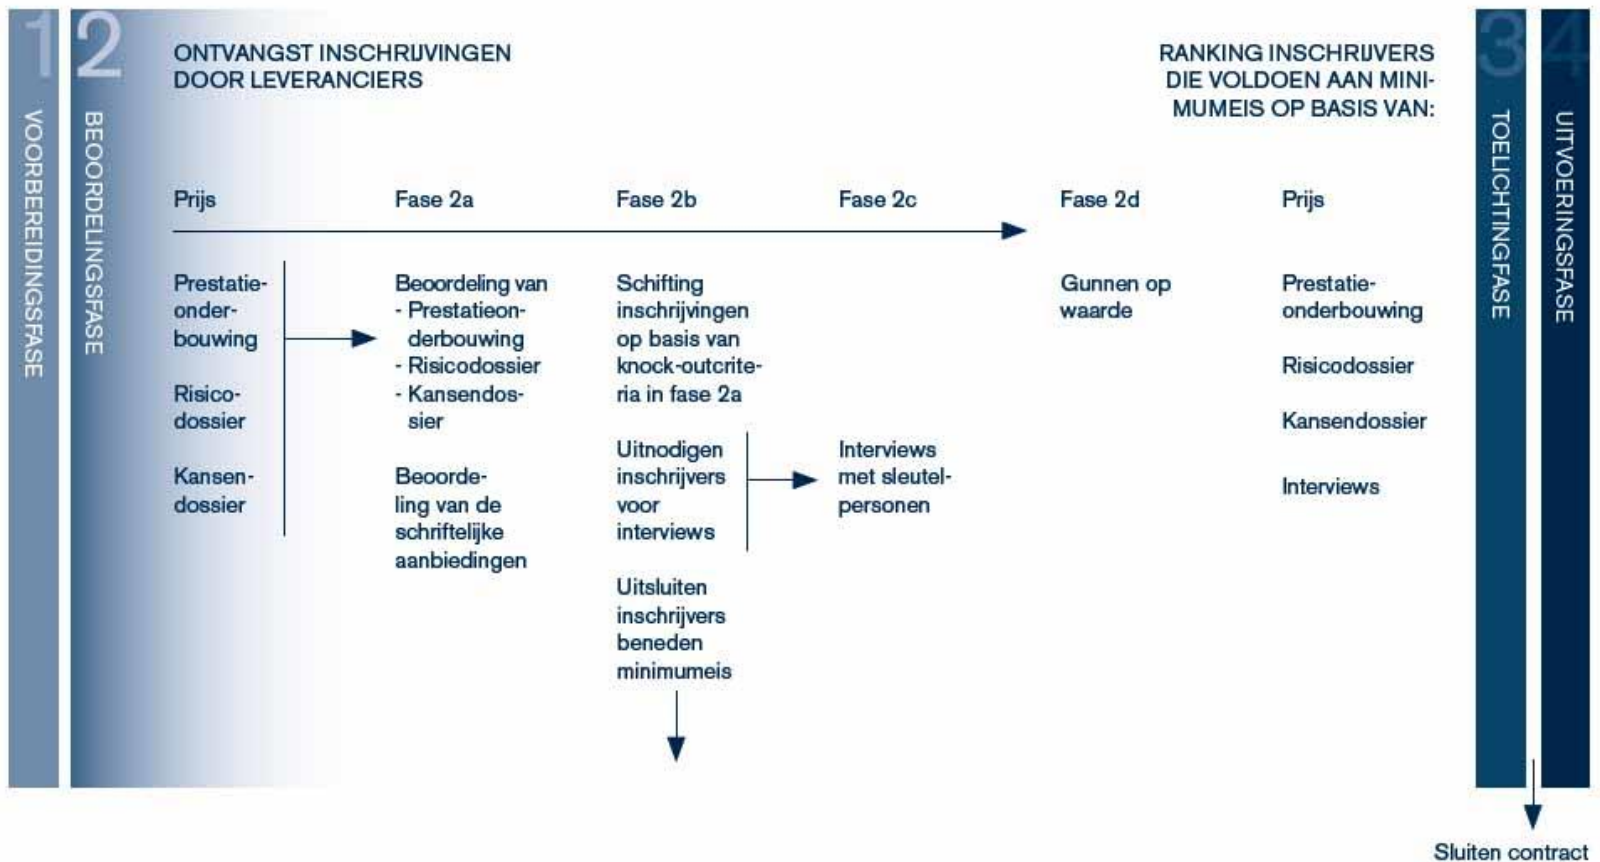 1
VOORBEREIDINGSFASE
2
BEOORDELINGSFASE
ONTVANGST INSCHRIJVINGEN
DOOR LEVERANCIERS
RANKING INSCHRIJVERS
DIE VOLDOEN AAN MINI-
MUMEIS OP BASIS VAN:
Prijs
Prestatie-
onder-
bouwing
Risico-
dossier
Kansen-
dossier
Fase 2a
Beoordeling van
- Prestatieon-
derbouwing
- Risicodossier
- Kansendos-
sier
Beoorde-
ling van de
schriftelijke
aanbiedingen
Fase 2b
Schifting
inschrijvingen
op basis van
knock-outcrite-
ria in fase 2a
Uitnodigen
inschrijvers
voor
interviews
Uitsluiten
inschrijvers
beneden
minimumeis
Fase 2c
Interviews
met sleutel-
personen
Fase 2d
Gunnen op
waarde
Prijs
Prestatie-
onderbouwing
Risicodossier
Kansendossier
Interviews
3
TOELICHTINGFASE
4
UITVOERINGSFASE
Sluiten contract